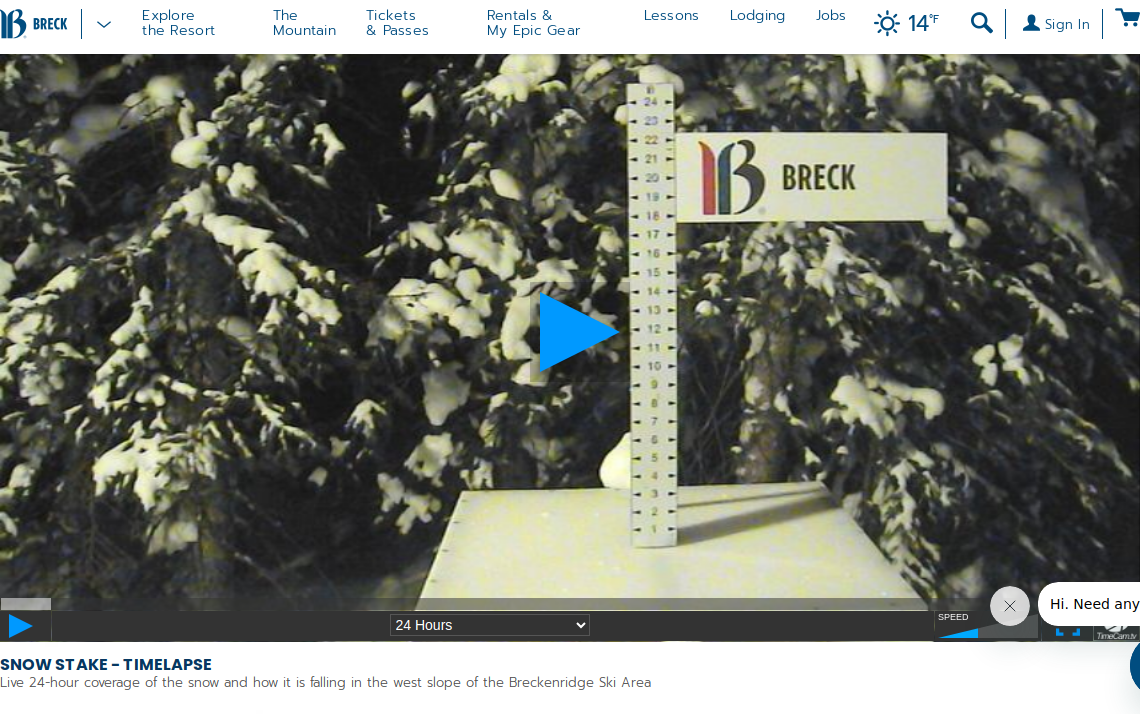 BRECK
Explore
the Resort
The
Mountain
Tickets
& Passes
Rentals &
My Epic Gear
Lessons
Lodging
Jobs
14°F
Sign In
24
23
22
21
20
19
18
17
16
15
14
13
12
11
10
9
8
7
6
5
4
3
2
1
B BRECK
24 Hours
SPEED
Hi. Need any
TimeCam.tv
SNOW STAKE - TIMELAPSE
Live 24-hour coverage of the snow and how it is falling in the west slope of the Breckenridge Ski Area